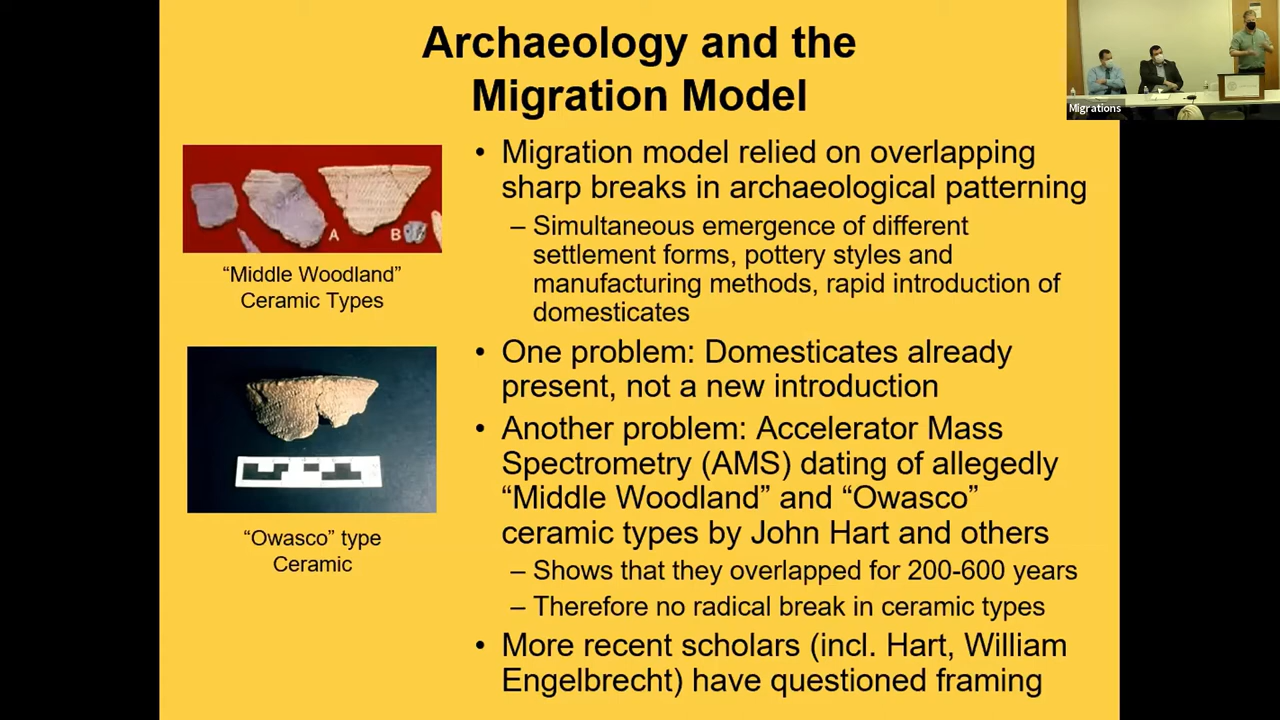 Archaeology and the
Migration Model
Migrations
• Migration model relied on overlapping
sharp breaks in archaeological patterning
– Simultaneous emergence of different
settlement forms, pottery styles and
manufacturing methods, rapid introduction of
domesticates
A
B
“Middle Woodland”
Ceramic Types
• One problem: Domesticates already
present, not a new introduction
• Another problem: Accelerator Mass
Spectrometry (AMS) dating of allegedly
“Middle Woodland” and “Owasco”
ceramic types by John Hart and others
– Shows that they overlapped for 200-600 years
– Therefore no radical break in ceramic types
“Owasco” type
Ceramic
• More recent scholars (incl. Hart, William
Engelbrecht) have questioned framing